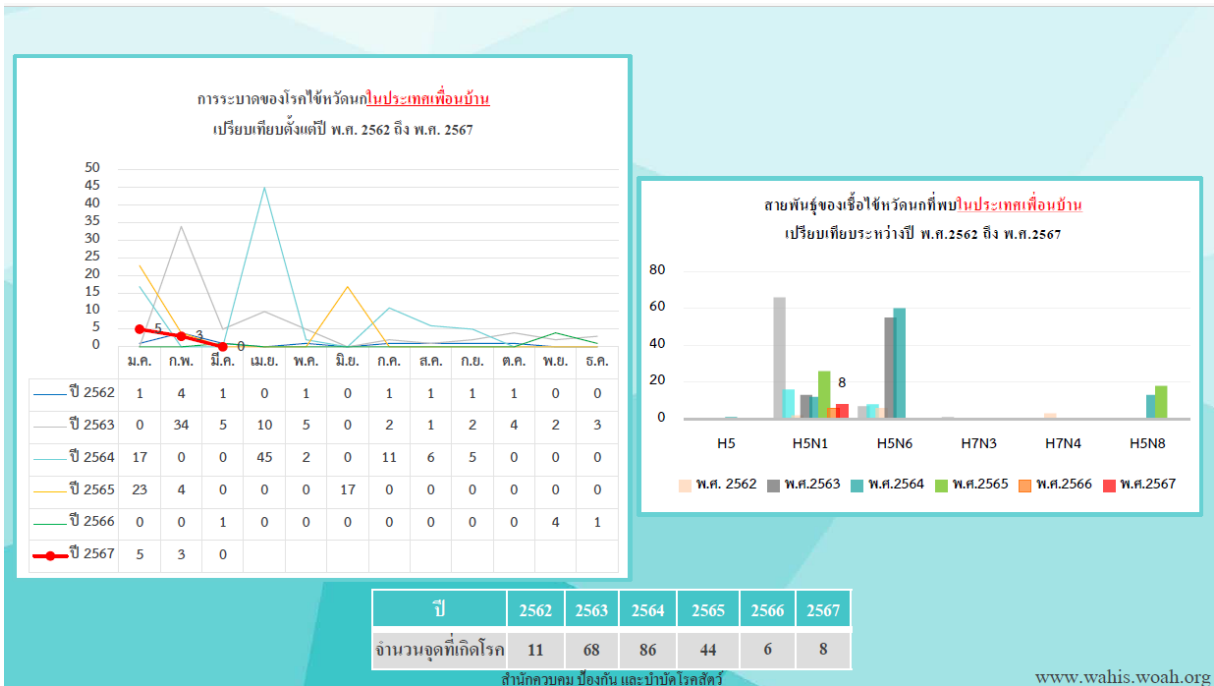 การระบาดของโรคไข้หวัดนกในประเทศเพื่อนบ้าน
เปรียบเทียบตั้งแต่ปี พ.ศ. 2562 ถึง พ.ศ. 2567
50
45
40
35
30
25
20
15
10
5
0
5
3
0
ม.ค. ก.พ. มี.ค. เม.ย. พ.ค. มิ.ย. ก.ค. ส.ค. ก.ย. ต.ค. พ.ย. ธ.ค.
ปี 2562 1 4 1 0 1 0 1 1 1 1 0 0
ปี 2563 0 34 5 10 5 0 2 1 2 4 2 3
ปี 2564 17 0 0 45 2 0 11 6 5 0 0 0
ปี 2565 23 4 0 0 0 17 0 0 0 0 0 0
ปี 2566 0 0 1 0 0 0 0 0 0 0 4 1
ปี 2567 5 3 0
สายพันธุ์ของเชื้อไข้หวัดนกที่พบในประเทศเพื่อนบ้าน
เปรียบเทียบระหว่างปี พ.ศ.2562 ถึง พ.ศ.2567
80
60
40
20
0
8
H5 H5N1 H5N6 H7N3 H7N4 H5N8
พ.ศ. 2562 พ.ศ.2563 พ.ศ.2564 พ.ศ.2565 พ.ศ.2566 พ.ศ.2567
ปี 2562 2563 2564 2565 2566 2567
จำนวนจุดที่เกิดโรค 11 68 86 44 6 8
สำนักควบคุม ป้องกัน และบำบัดโรคสัตว์
www.wahis.woah.org